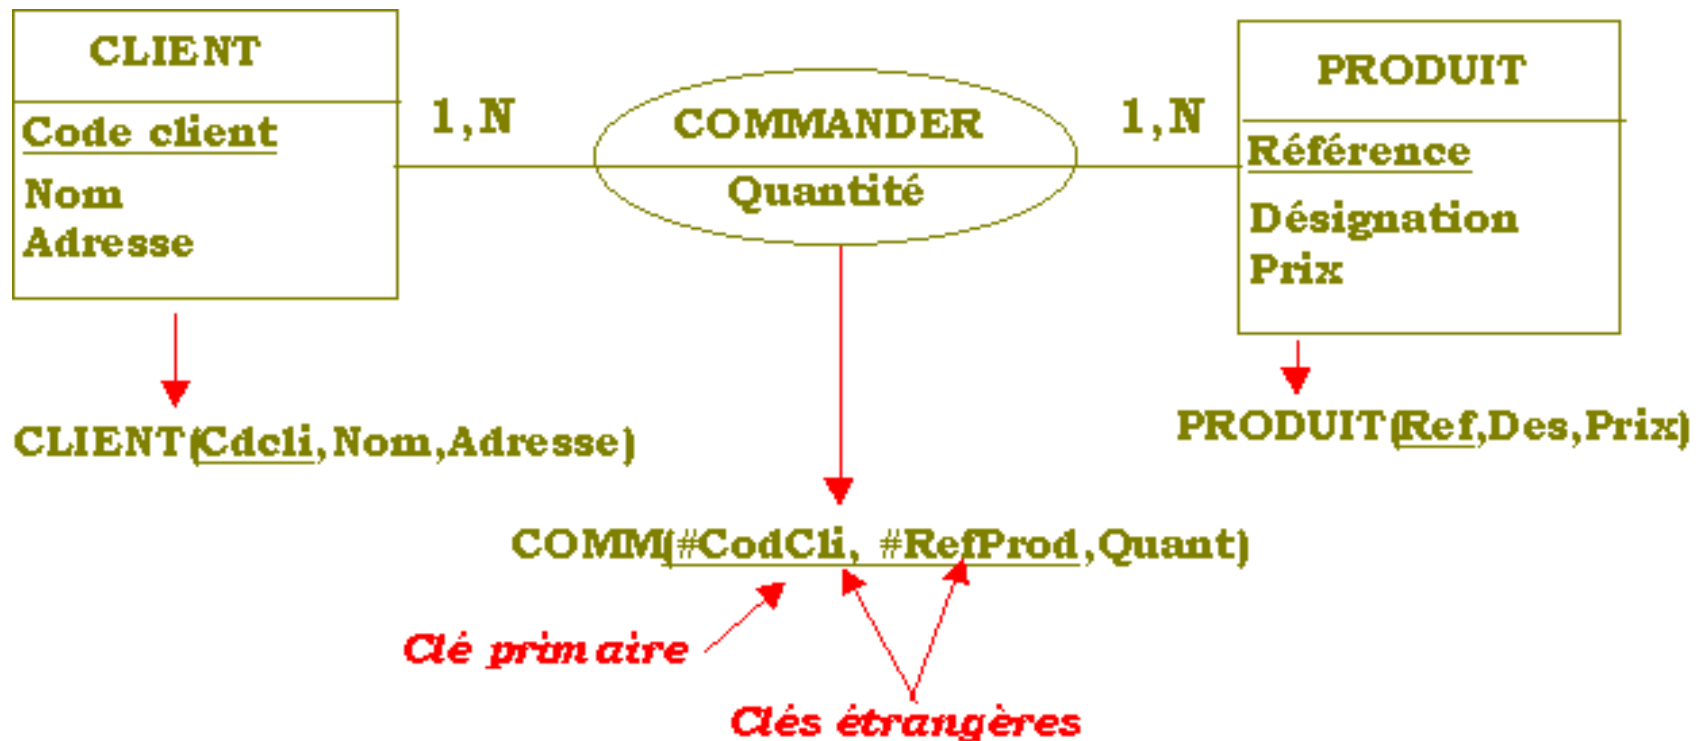 CLIENT
Code client
Nom
Adresse
1,N
COMMANDER
Quantité
1,N
PRODUIT
Référence
Désignation
Prix
CLIENT(Cdcli,Nom,Adresse)
PRODUIT(Ref,Des,Prix)
COMM(#CodCli, #RefProd,Quant)
Clé primaire
Clés étrangères